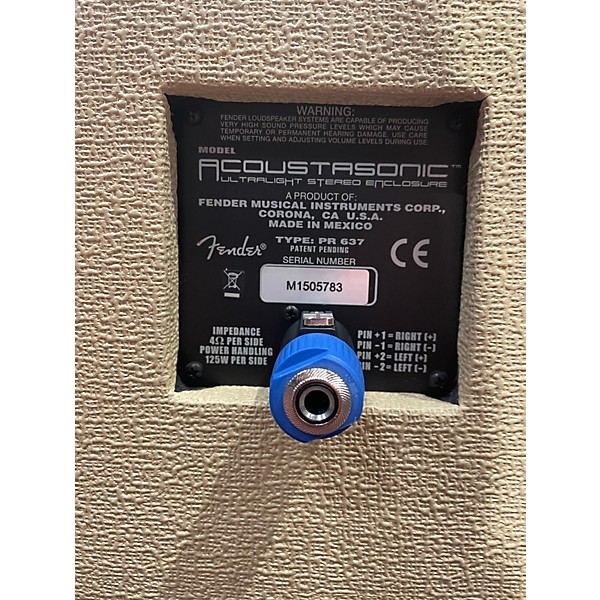 WARNING:
FENDER LOUDSPEAKER SYSTEMS ARE CAPABLE OF PRODUCING
VERY HIGH SOUND PRESSURE LEVELS WHICH MAY CAUSE
TEMPORARY OR PERMANENT HEARING DAMAGE. USE CARE
WHEN SETTING AND ADJUSTING VOLUME LEVELS DURING USE.
MODEL
ACOUSTASONIC™
ULTRALIGHT STEREO ENCLOSURE
A PRODUCT OF:
FENDER MUSICAL INSTRUMENTS CORP.,
CORONA, CA U.S.A.
MADE IN MEXICO
Fender®
TYPE: PR 637
PATENT PENDING
CE
SERIAL NUMBER
M1505783
IMPEDANCE
4Ω PER SIDE
POWER HANDLING
125W PER SIDE
PIN +1 = RIGHT (+)
PIN -1 = RIGHT (-)
PIN +2 = LEFT (+)
PIN -2 = LEFT (-)